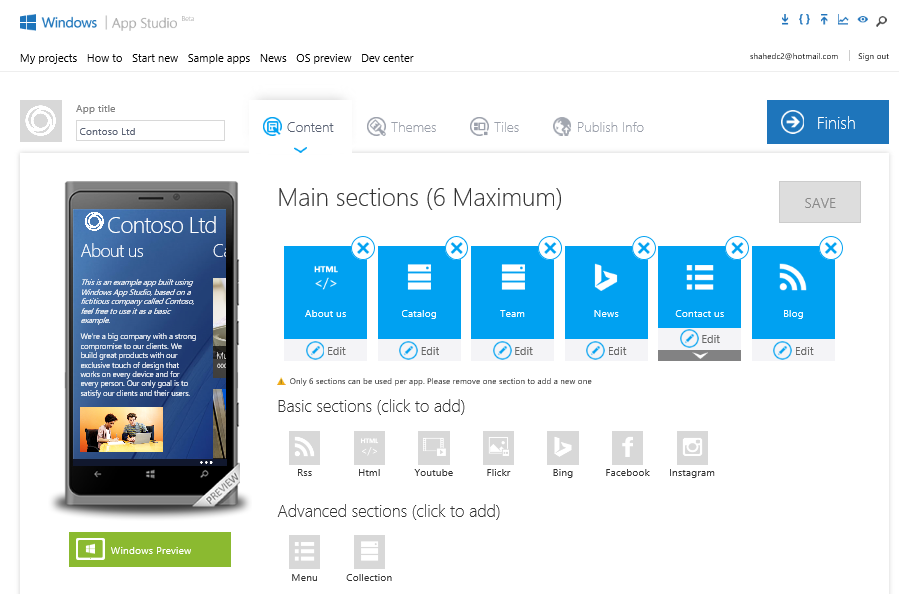 Windows | App Studio Beta
My projects How to Start new Sample apps News OS preview Dev center
shahedc2@hotmail.com | Sign out
App title
Contoso Ltd
Content
Themes
Tiles
Publish Info
Finish
Contoso Ltd
About us
Ca
This is an example app built using
Windows App Studio, based on a
fictitious company called Contoso,
feel free to use it as a basic
example.
We're a big company with a strong
compromise to our clients. We
build great products with our
exclusive touch of design that
works on every device and for
every person. Our only goal is to
satisfy our clients and their users.
Mu
PREVIEW
Windows Preview
Main sections (6 Maximum)
SAVE
HTML
</>
About us
Catalog
Team
News
Contact us
Blog
Edit
Edit
Edit
Edit
Edit
Edit
Only 6 sections can be used per app. Please remove one section to add a new one
Basic sections (click to add)
HTML
</>
Rss
Html
Youtube
Flickr
Bing
Facebook
Instagram
Advanced sections (click to add)
Menu
Collection